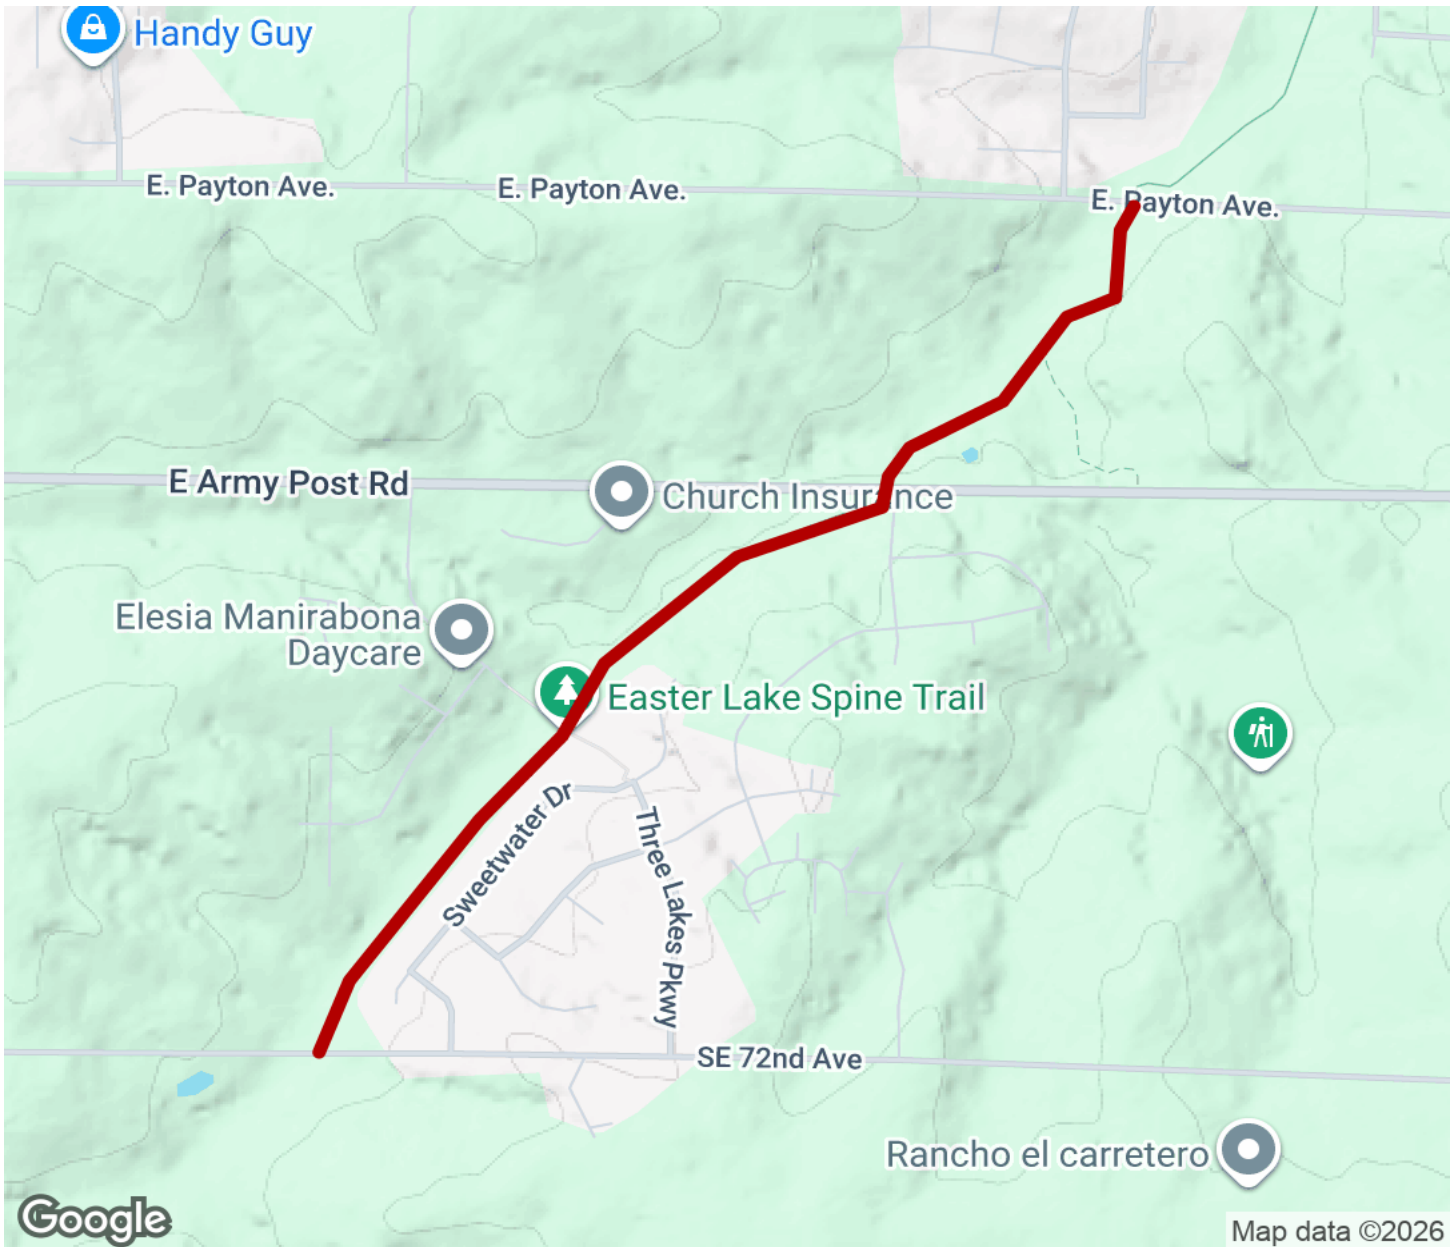 Handy Guy
E. Payton Ave.
E. Payton Ave.
E. Payton Ave.
E Army Post Rd
Church Insurance
Elesia Manirabona
Daycare
Easter Lake Spine Trail
Sweetwater Dr
Three Lakes Pkwy
SE 72nd Ave
Rancho el carretero
Google
Map data ©2026